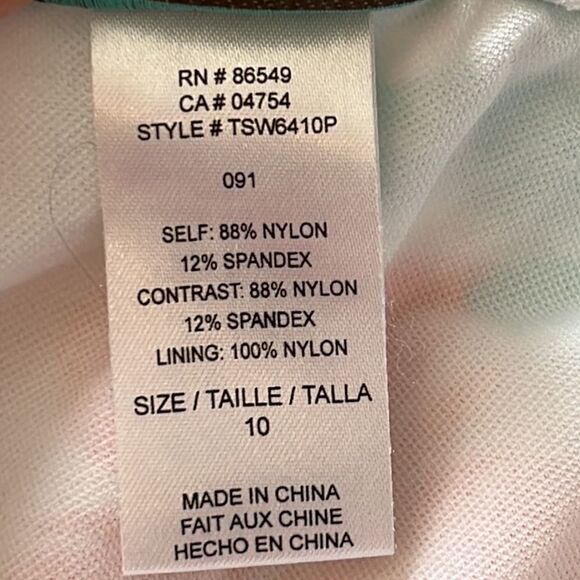 RN # 86549
CA # 04754
STYLE # TSW6410P
091
SELF: 88% NYLON
12% SPANDEX
CONTRAST: 88% NYLON
12% SPANDEX
LINING: 100% NYLON
SIZE / TAILLE / TALLA
10
MADE IN CHINA
FAIT AUX CHINE
HECHO EN CHINA